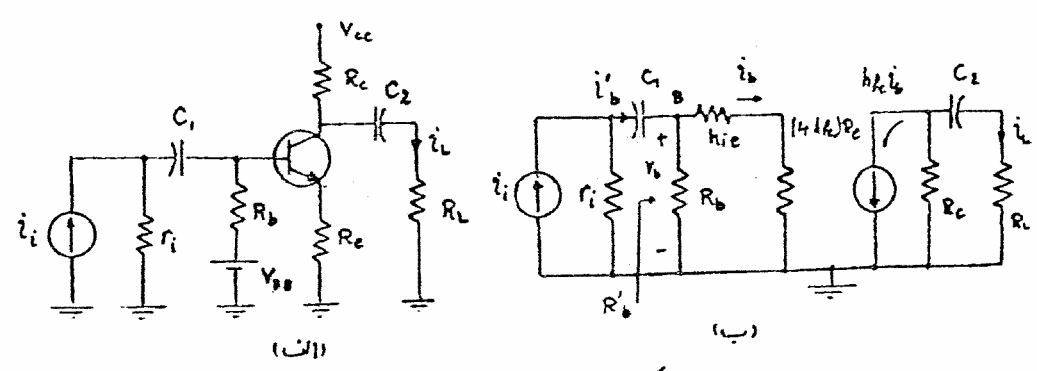 Vcc
Rc
C2
C1
iL
ii
ri
Rb
VBB
Re
RL
(الف)
i'b
C1
B
ib
hie
(1+hfe)Re
hfe ib
C2
iL
ii
ri
+
vb
-
Rb
R'b
Rc
RL
(ب)